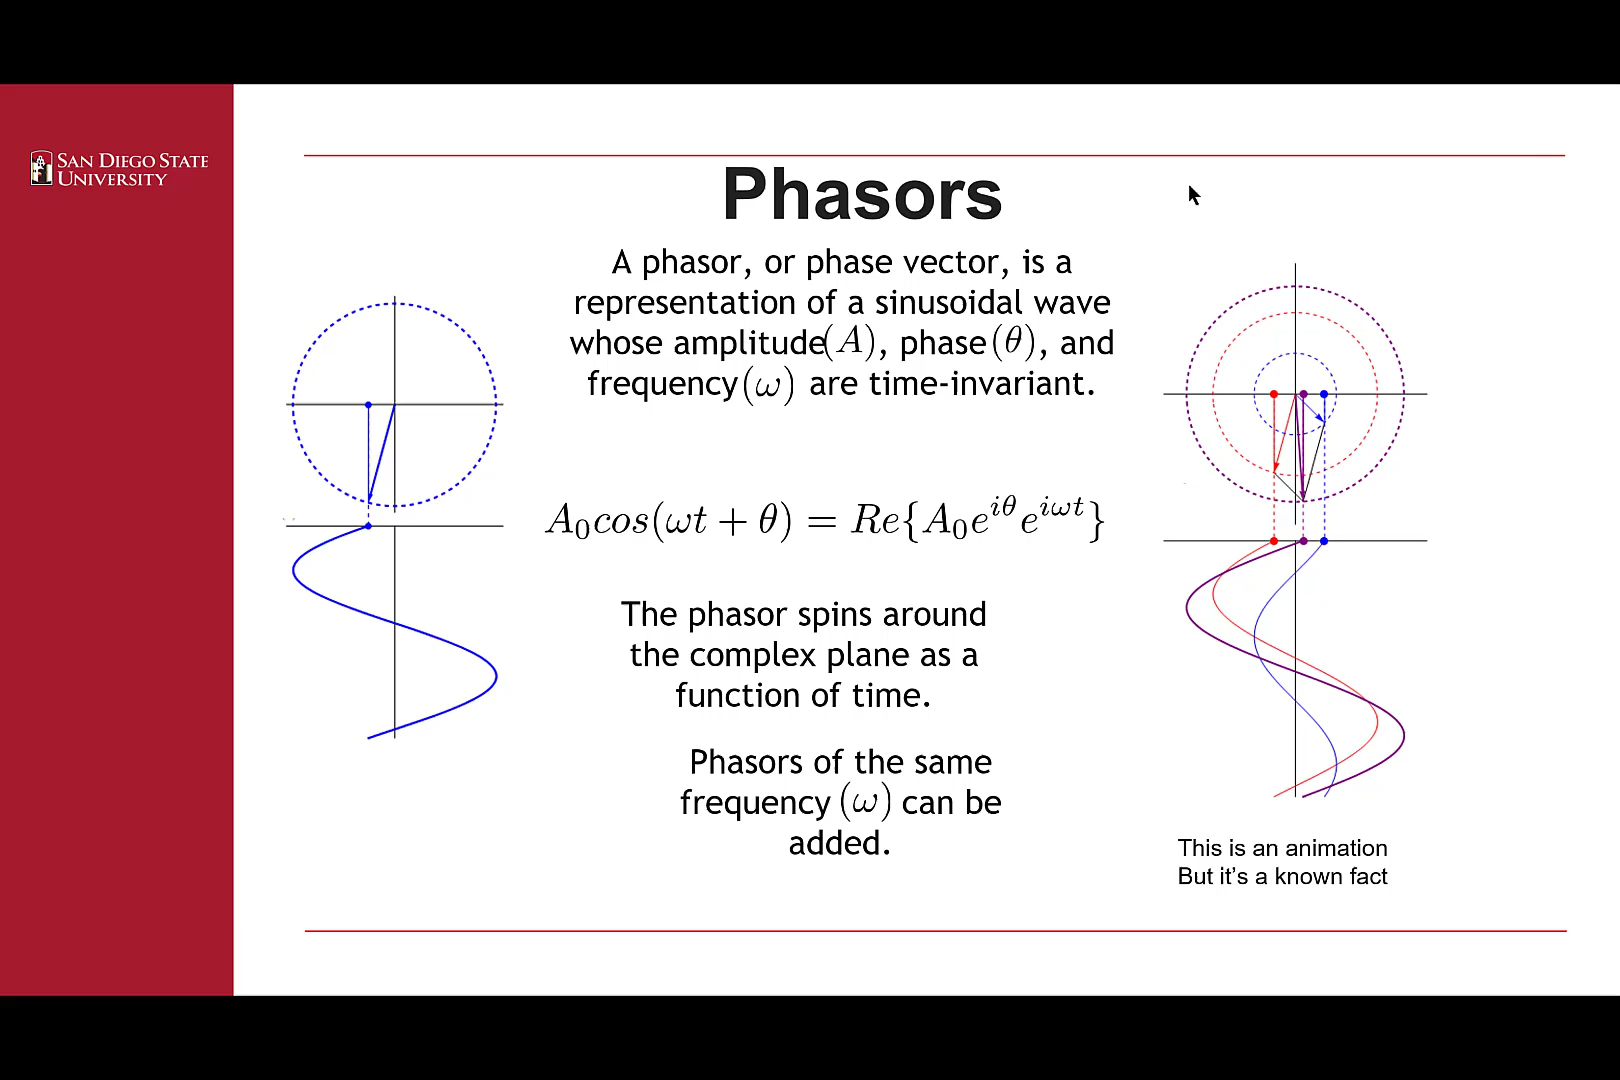 SAN DIEGO STATE
UNIVERSITY
Phasors
A phasor, or phase vector, is a
representation of a sinusoidal wave
whose amplitude(A), phase(θ), and
frequency(ω) are time-invariant.
A₀cos(ωt + θ) = Re{A₀e^{iθ}e^{iωt}}
The phasor spins around
the complex plane as a
function of time.
Phasors of the same
frequency (ω) can be
added.
This is an animation
But it's a known fact